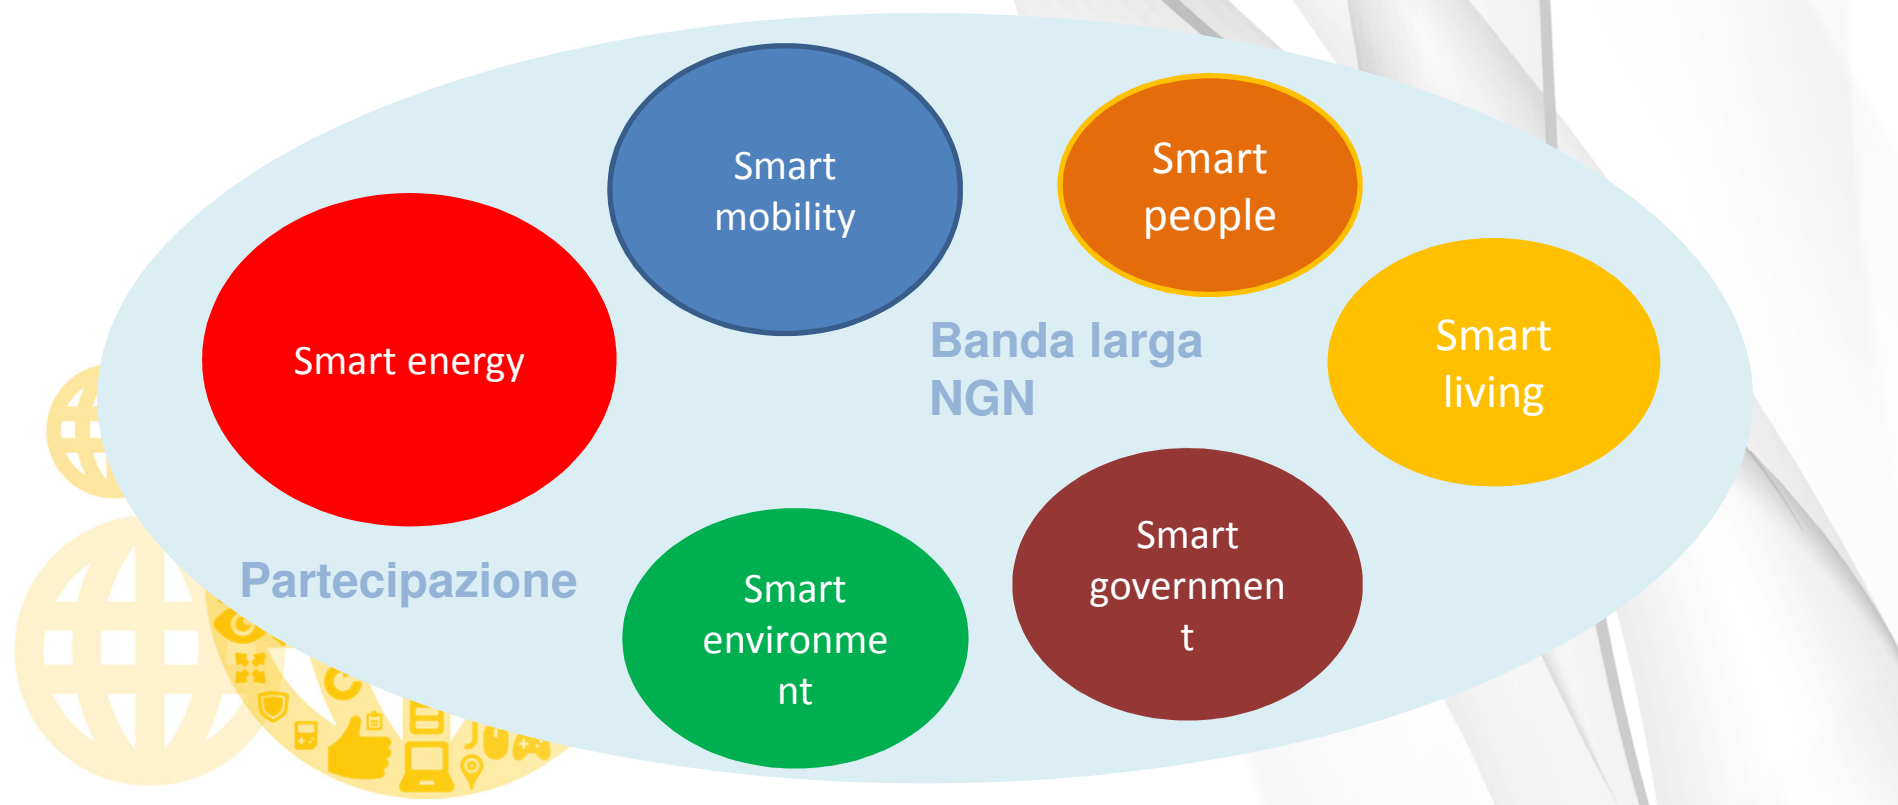 Smart
mobility
Smart
people
Smart energy
Banda larga
NGN
Smart
living
Partecipazione
Smart
environme
nt
Smart
governmen
t